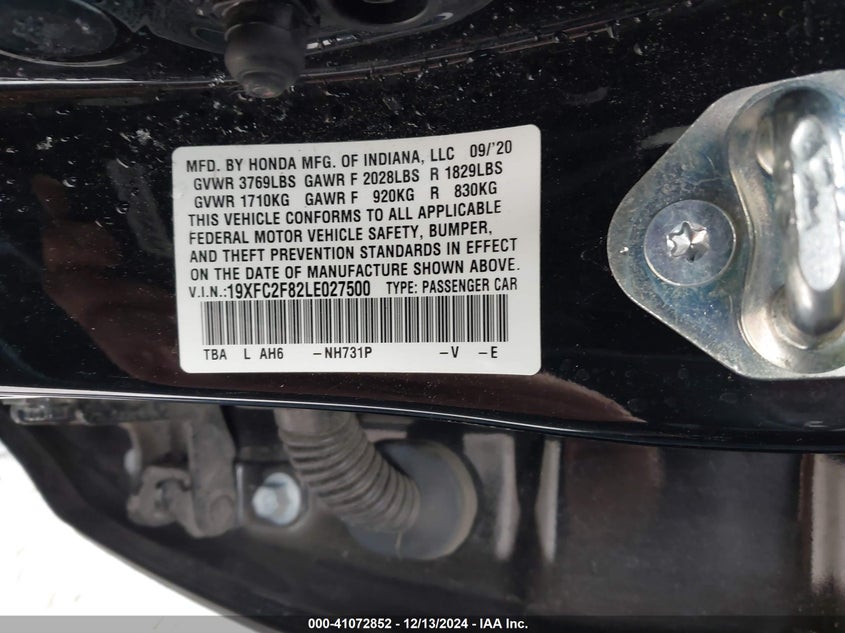 MFD. BY HONDA MFG. OF INDIANA, LLC 09/'20
GVWR 3769LBS GAWR F 2028LBS R 1829LBS
GVWR 1710KG GAWR F 920KG R 830KG
THIS VEHICLE CONFORMS TO ALL APPLICABLE
FEDERAL MOTOR VEHICLE SAFETY, BUMPER,
AND THEFT PREVENTION STANDARDS IN EFFECT
ON THE DATE OF MANUFACTURE SHOWN ABOVE.
V.I.N.:19XFC2F82LE027500 TYPE: PASSENGER CAR
TBA L AH6 -NH731P -V -E
000-41072852 / 12/13/2024 - IAA Inc.